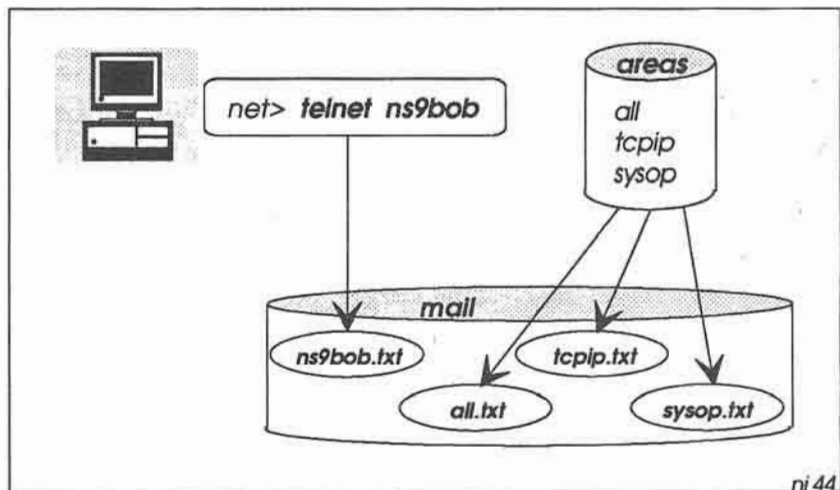 net> telnet ns9bob
areas
all
tcpip
sysop
mail
ns9bob.txt
tcpip.txt
all.txt
sysop.txt
nj 44